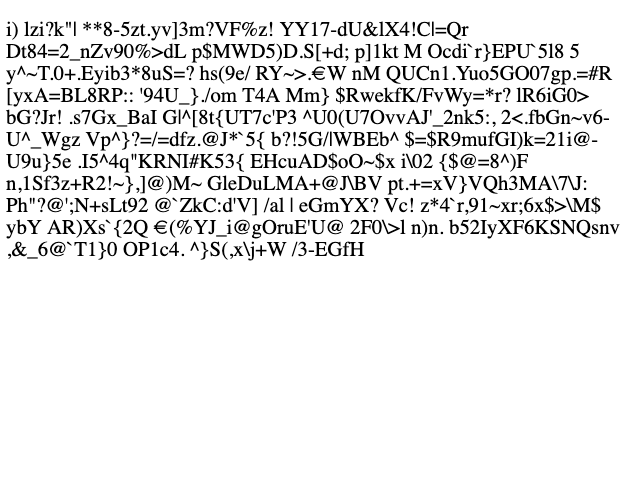 i) lzi?k"| **8-5zt.yv]3m?VF%z! YY17-dU&lX4!C|=Qr
Dt84=2_nZv90%>dL p$MWD5)D.S[+d; p]1kt M Ocdi`r}EPU`5|8 5
y^~T.0+.Eyib3*8uS=? hs(9e/ RY~>.€W nM QUCn1.Yuo5GO07gp.=#R
[yxA=BL8RP:: '94U_}./om T4A Mm} $RwekfK/FvWy=*r? lR6iG0>
bG?Jr! .s7Gx_BaI G|^[8t{UT7c'P3 ^U0(U7OvvAJ'_2nk5:, 2<.fbGn~v6-
U^_Wgz Vp^}?=/=dfz.@J*`5{ b?!5G/|WBEb^ $=$R9mufGI)k=21i@-
U9u}5e .I5^4q"KRNI#K53{ EHcuAD$oO~$x i\02 {$@=8^)F
n,1Sf3z+R2!~},]@)M~ GleDuLMA+@J\BV pt.+=xV}VQh3MA\7\J:
Ph"?@';N+sLt92 @`ZkC:d'V] /al | eGmYX? Vc! z*4`r,91~xr;6x$>\M$
ybY AR)Xs`{2Q €(%YJ_i@gOruE'U@ 2F0\>l n)n. b52IyXF6KSNQsnv
,&_6@`T1}0 OP1c4. ^}S(,x\j+W /3-EGfH